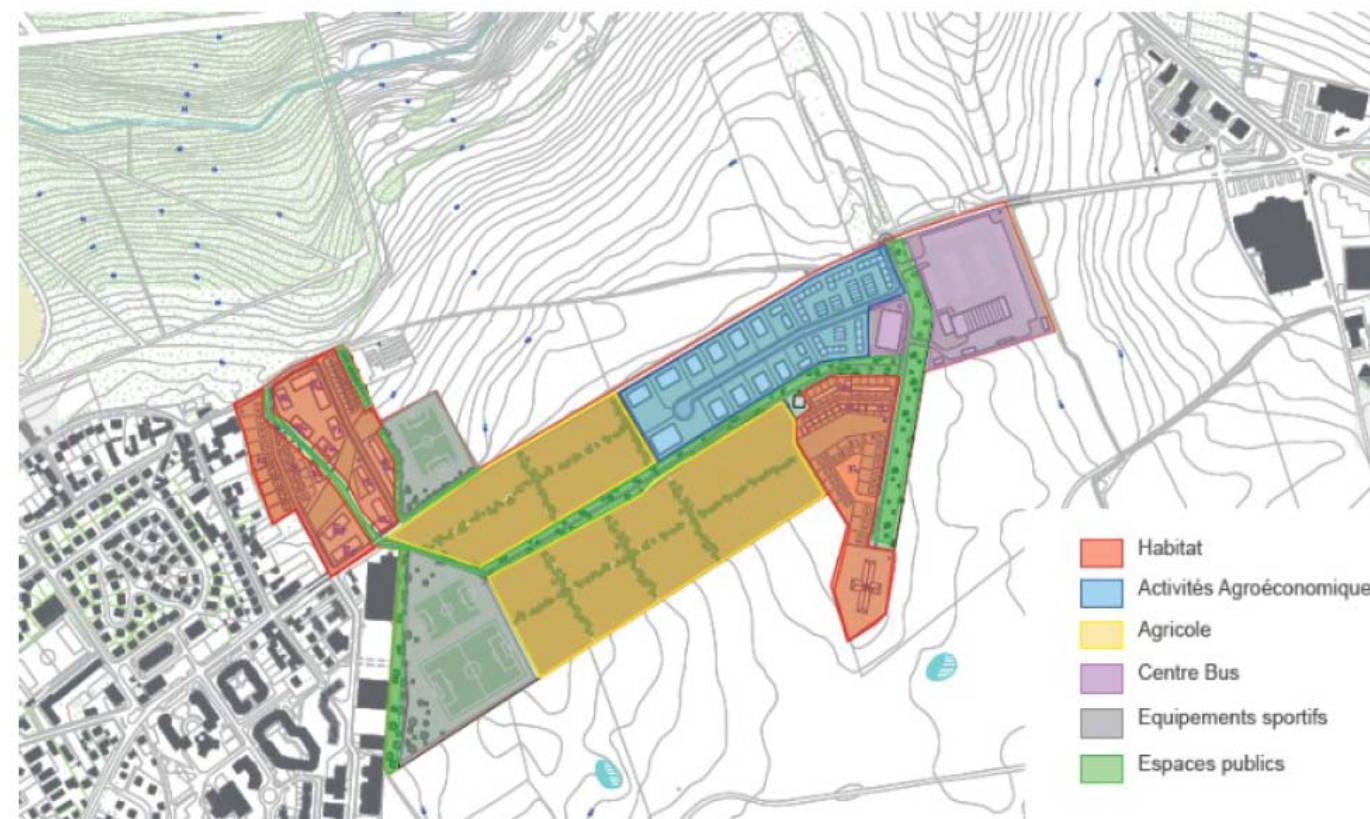 Habitat
Activités Agroéconomique
Agricole
Centre Bus
Equipements sportifs
Espaces publics